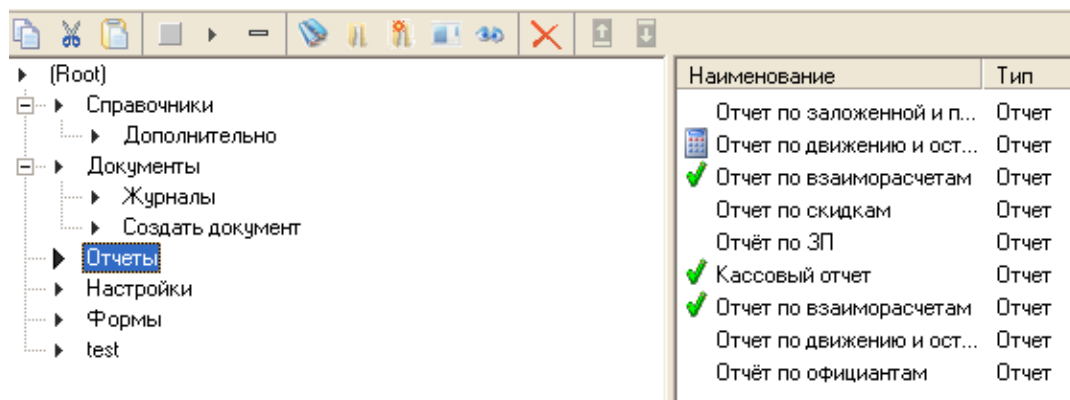 (Root)
Справочники
Дополнительно
Документы
Журналы
Создать документ
Отчеты
Настройки
Формы
test
Наименование Тип
Отчет по заложенной и п... Отчет
Отчет по движению и ост... Отчет
Отчет по взаиморасчетам Отчет
Отчет по скидкам Отчет
Отчёт по ЗП Отчет
Кассовый отчет Отчет
Отчет по взаиморасчетам Отчет
Отчет по движению и ост... Отчет
Отчёт по официантам Отчет